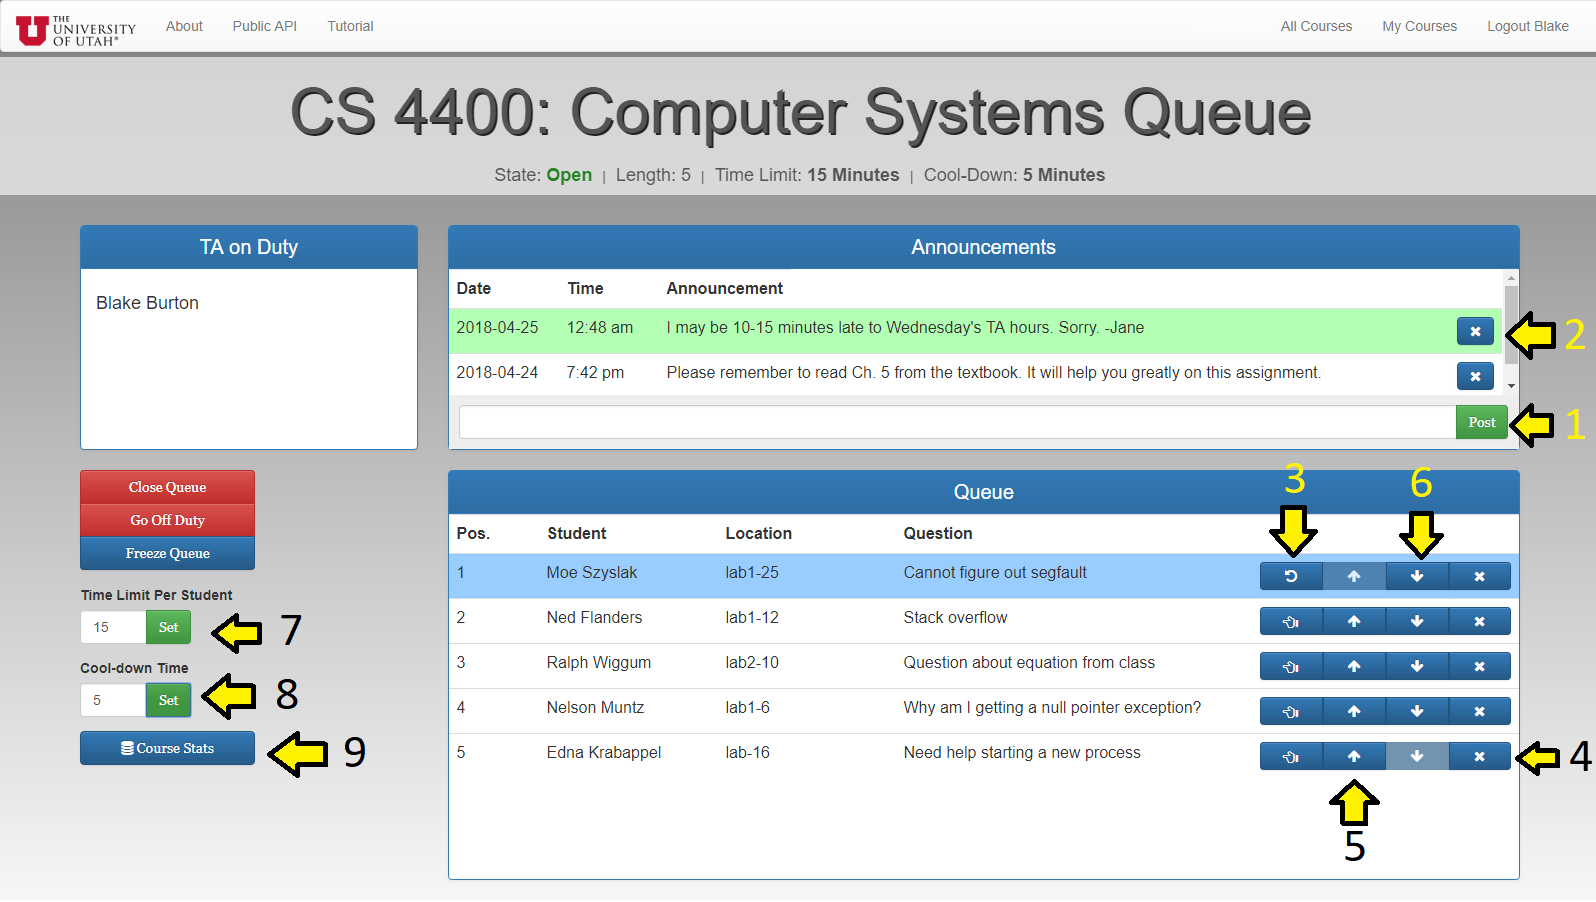 THE UNIVERSITY OF UTAH®
About Public API Tutorial All Courses My Courses Logout Blake
CS 4400: Computer Systems Queue
State: Open | Length: 5 | Time Limit: 15 Minutes | Cool-Down: 5 Minutes
TA on Duty
Blake Burton
Announcements
Date Time Announcement
2018-04-25 12:48 am I may be 10-15 minutes late to Wednesday's TA hours. Sorry. -Jane
2
2018-04-24 7:42 pm Please remember to read Ch. 5 from the textbook. It will help you greatly on this assignment.
Post 1
Close Queue
Go Off Duty
Freeze Queue
Time Limit Per Student
15 Set 7
Cool-down Time
5 Set 8
Course Stats 9
Queue
3 6
Pos. Student Location Question
1 Moe Szyslak lab1-25 Cannot figure out segfault
2 Ned Flanders lab1-12 Stack overflow
3 Ralph Wiggum lab2-10 Question about equation from class
4 Nelson Muntz lab1-6 Why am I getting a null pointer exception?
5 Edna Krabappel lab-16 Need help starting a new process
4
5